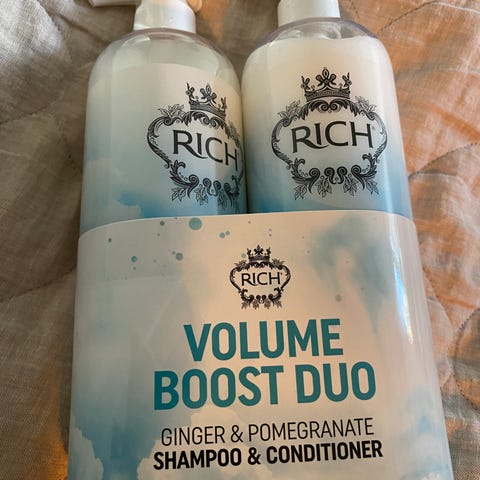 RICH
RICH
RICH
VOLUME
BOOST DUO
GINGER & POMEGRANATE
SHAMPOO & CONDITIONER